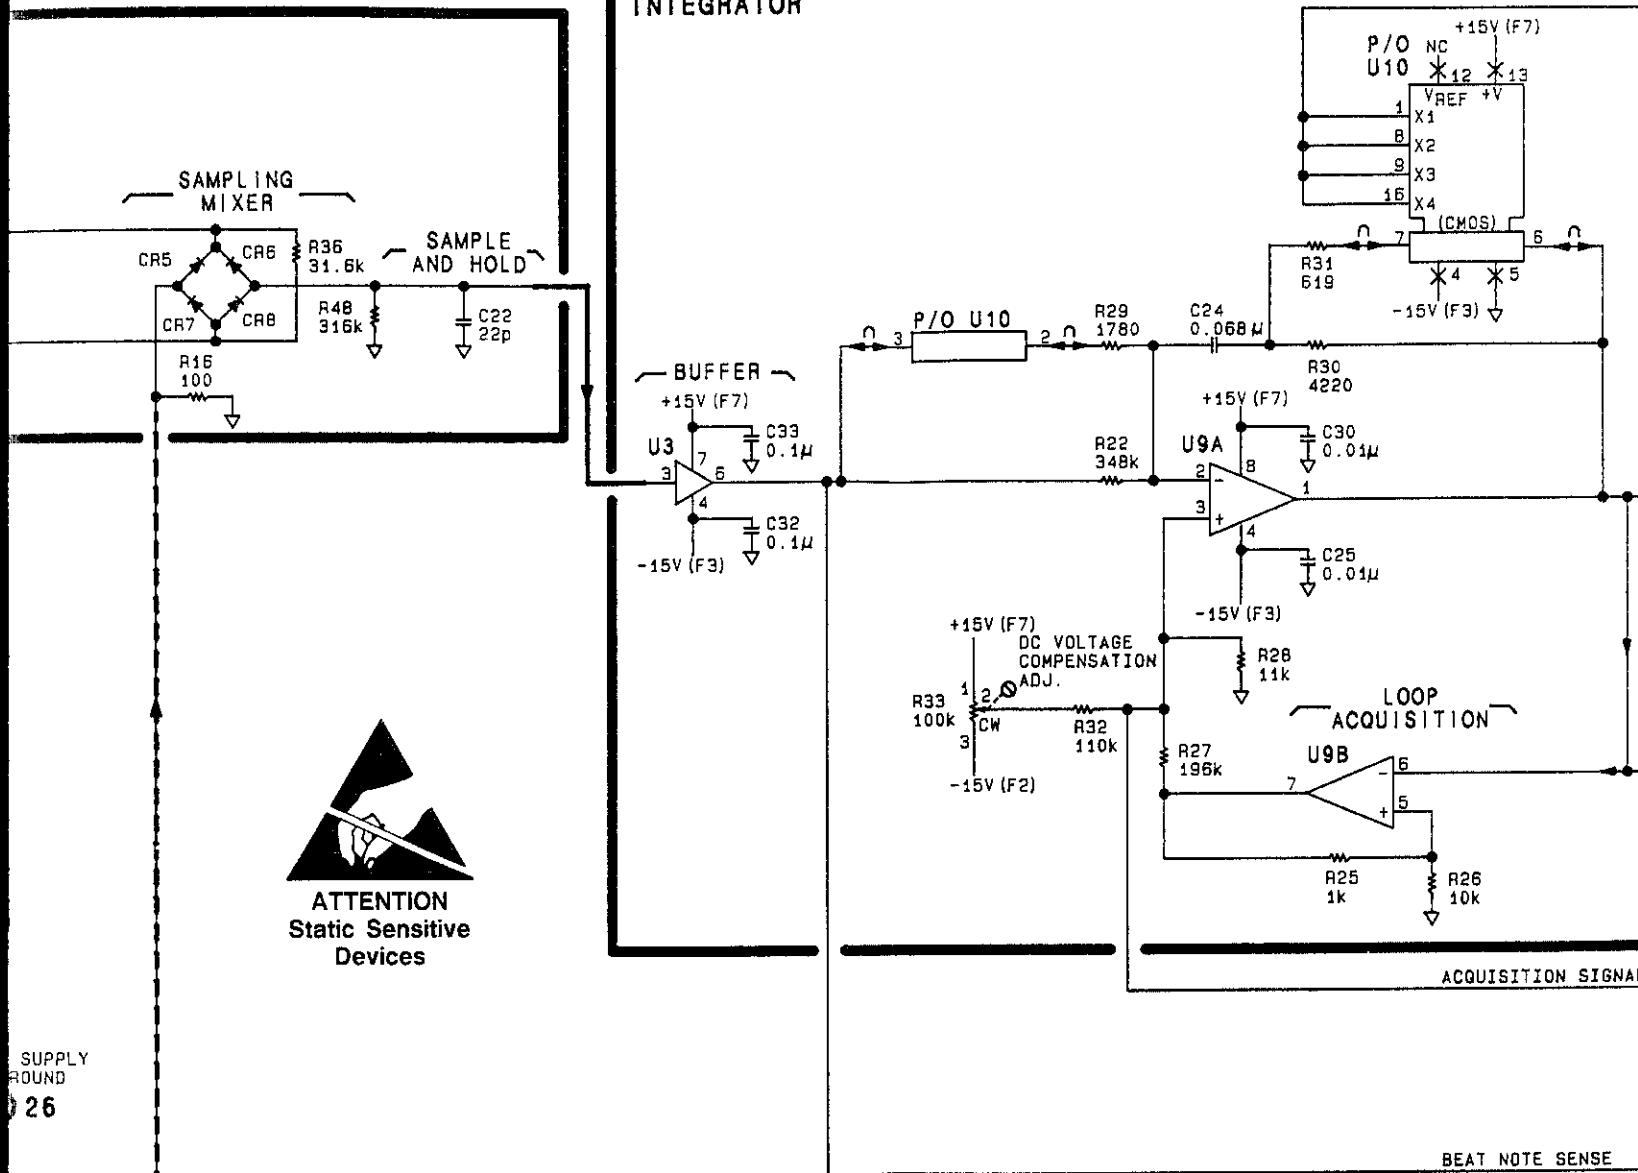 INTEGRATOR
SAMPLING
MIXER
CR5
CR6
CR7
CR8
R36
31.6k
R48
316k
SAMPLE
AND HOLD
C22
22p
R16
100
BUFFER
+15V (F7)
U3
3
7
6
4
C33
0.1µ
C32
0.1µ
-15V (F3)
3
P/O U10
2
R29
1780
C24
0.068µ
R22
348k
P/O
U10
NC
+15V (F7)
12
13
VREF
+V
1
X1
8
X2
9
X3
16
X4
(CMOS)
7
6
R31
619
4
5
-15V (F3)
R30
4220
+15V (F7)
U9A
C30
0.01µ
2
-
8
3
+
1
4
C25
0.01µ
-15V (F3)
+15V (F7)
DC VOLTAGE
COMPENSATION
ADJ.
1
2
R33
100k
CW
3
-15V (F2)
R32
110k
R28
11k
R27
196k
LOOP
ACQUISITION
U9B
7
-
6
+
5
R25
1k
R26
10k
ATTENTION
Static Sensitive
Devices
ACQUISITION SIGNAL
SUPPLY
ROUND
26
BEAT NOTE SENSE